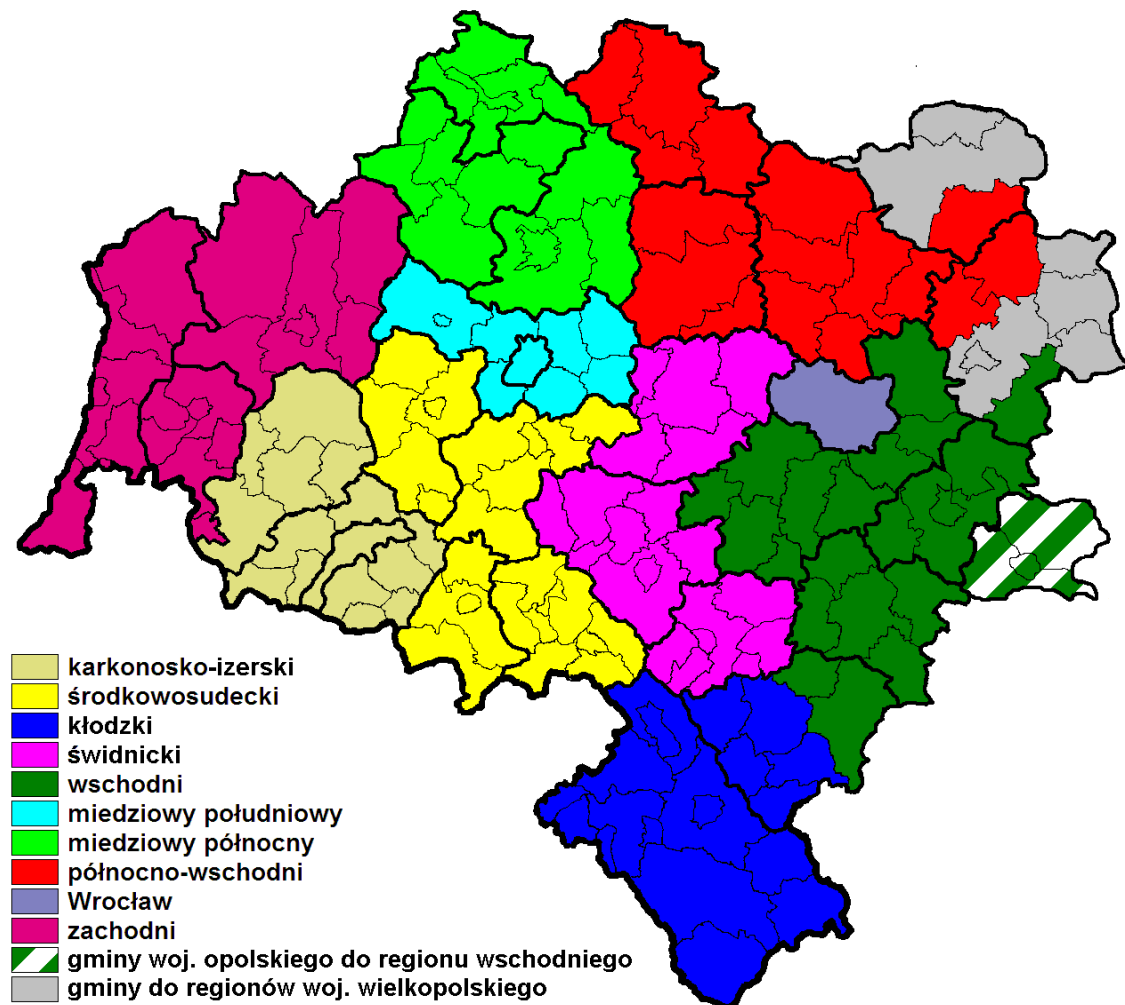 karkonosko-izerski
środkowosudecki
kłodzki
świdnicki
wschodni
miedziowy południowy
miedziowy północny
północno-wschodni
Wrocław
zachodni
gminy woj. opolskiego do regionu wschodniego
gminy do regionów woj. wielkopolskiego